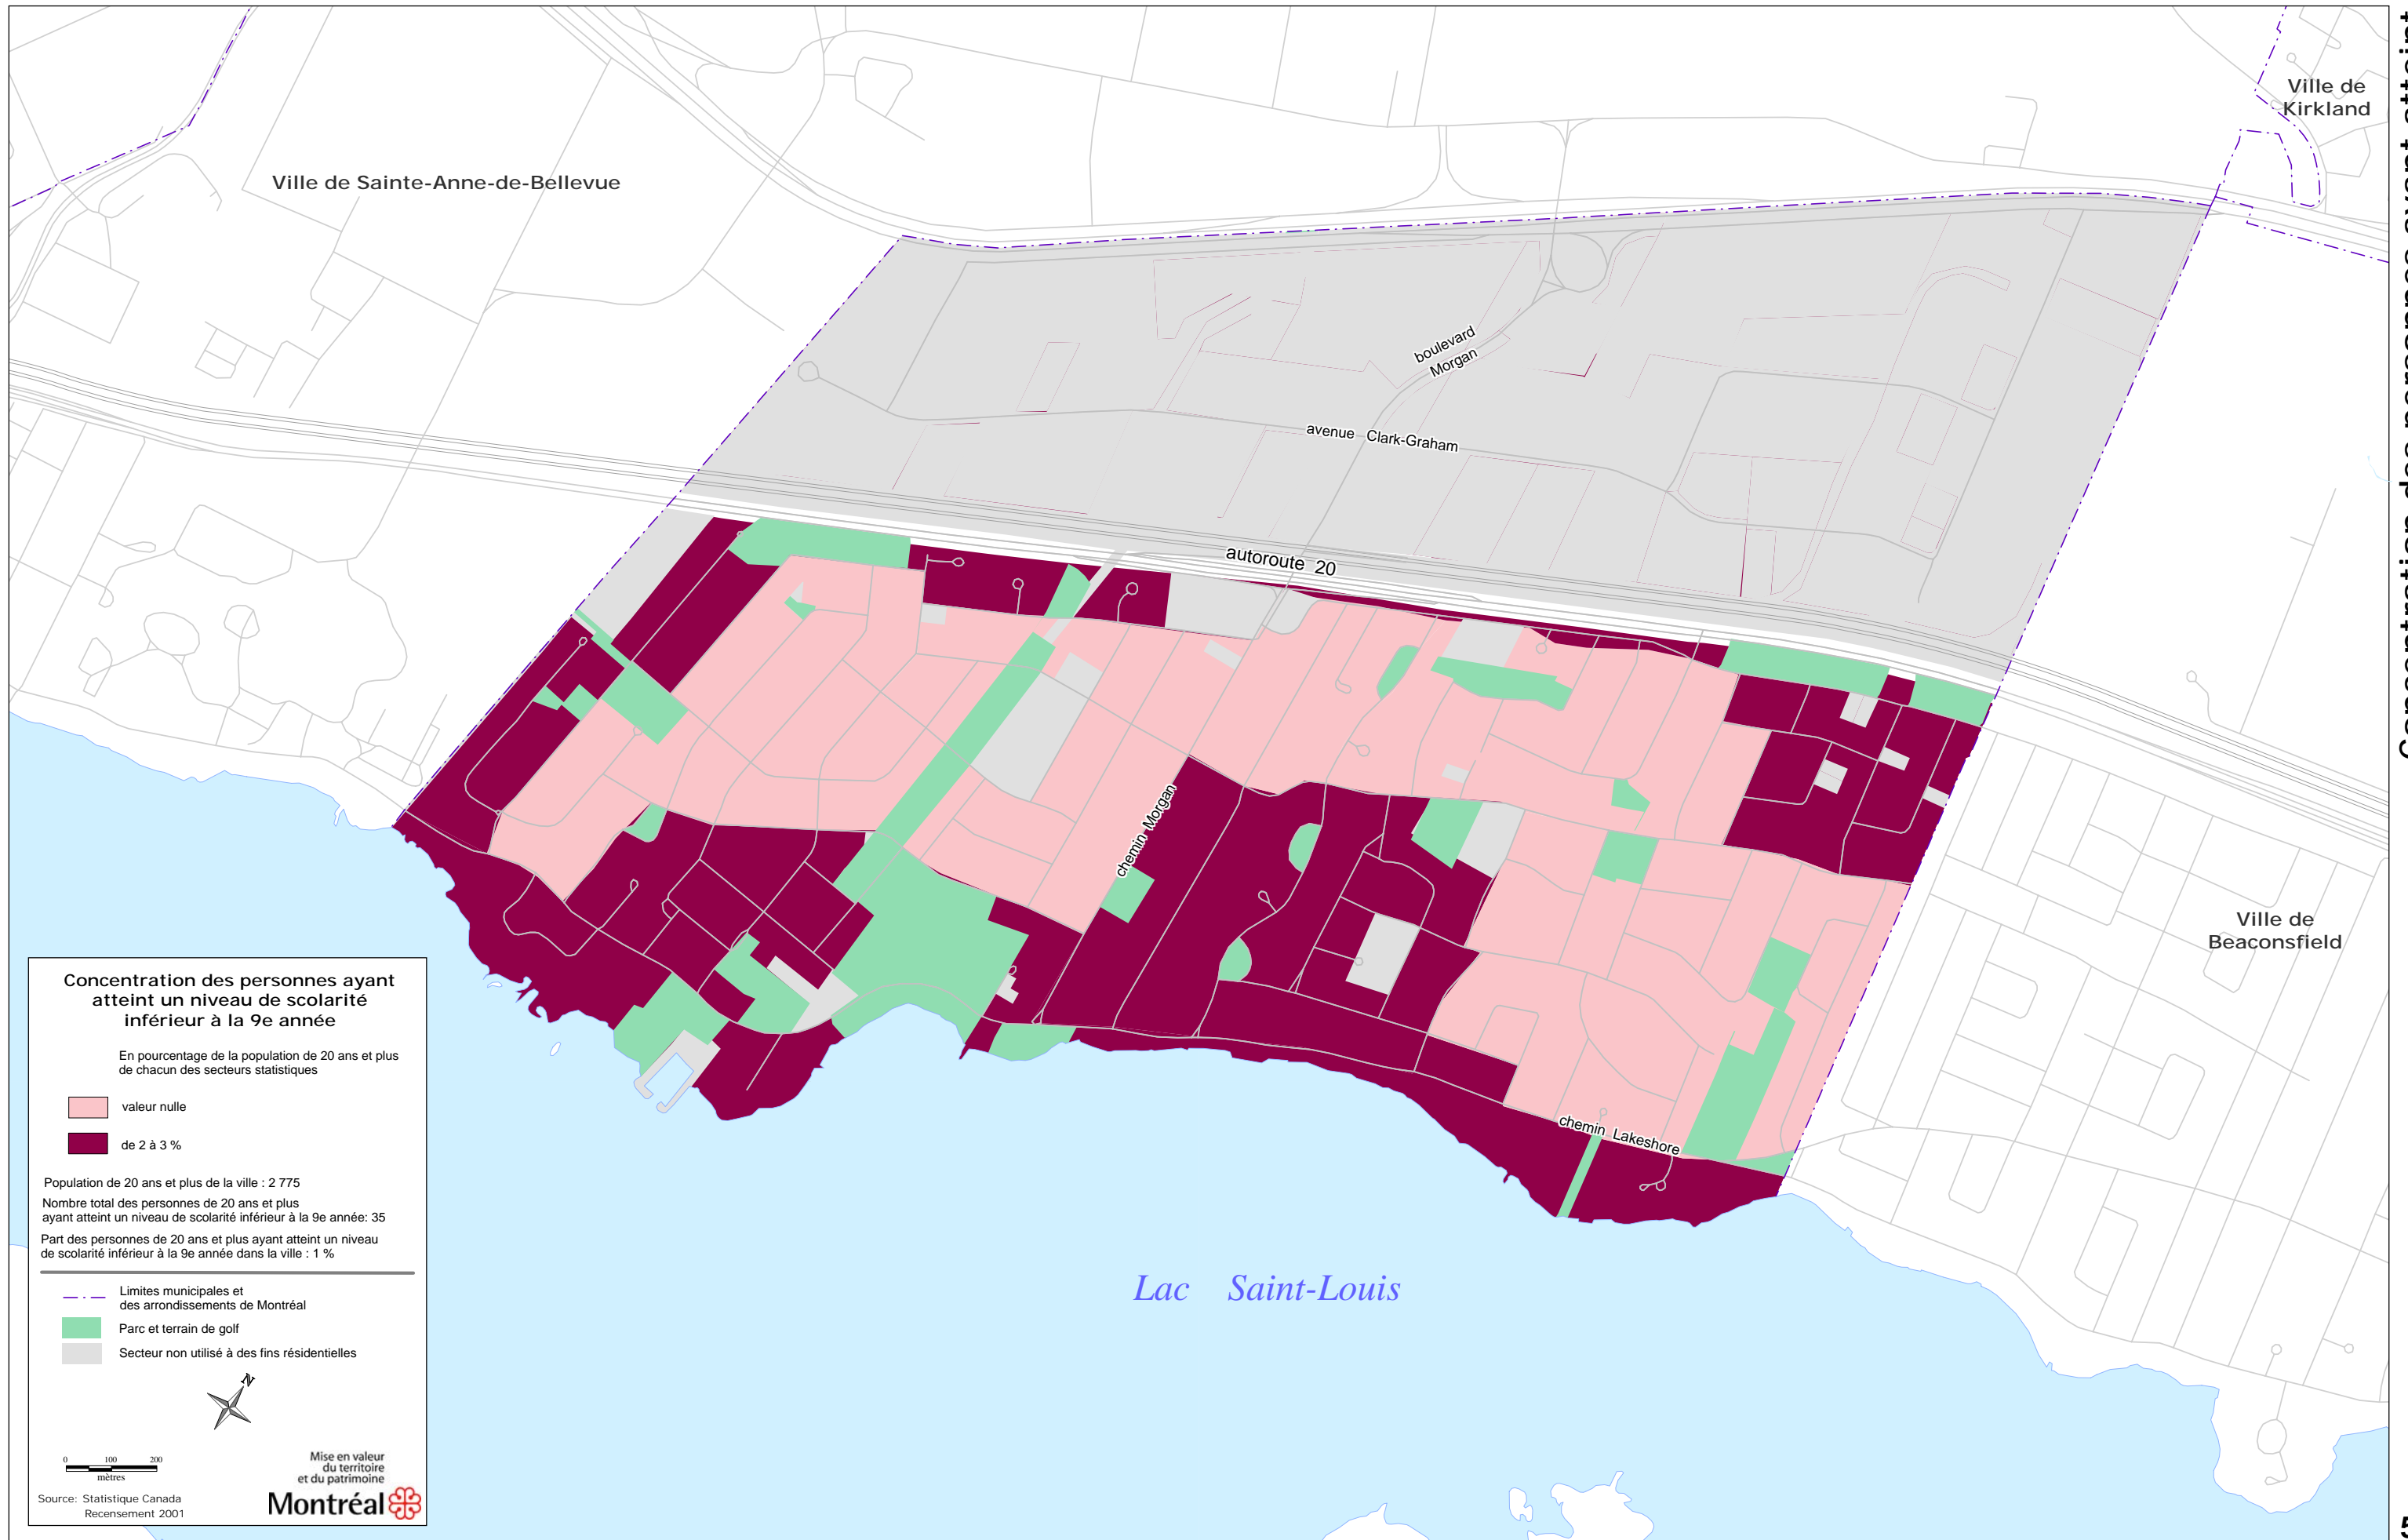 Ville de
Kirkland
Ville de Sainte-Anne-de-Bellevue
boulevard
Morgan
avenue Clark-Graham
autoroute 20
chemin Morgan
Ville de
Beaconsfield
chemin Lakeshore
Lac Saint-Louis
Concentration des personnes ayant
atteint un niveau de scolarité
inférieur à la 9e année
En pourcentage de la population de 20 ans et plus
de chacun des secteurs statistiques
valeur nulle
de 2 à 3 %
Population de 20 ans et plus de la ville : 2 775
Nombre total des personnes de 20 ans et plus
ayant atteint un niveau de scolarité inférieur à la 9e année: 35
Part des personnes de 20 ans et plus ayant atteint un niveau
de scolarité inférieur à la 9e année dans la ville : 1 %
Limites municipales et
des arrondissements de Montréal
Parc et terrain de golf
Secteur non utilisé à des fins résidentielles
N
0 100 200
mètres
Mise en valeur
du territoire
et du patrimoine
Montréal
Source: Statistique Canada
Recensement 2001